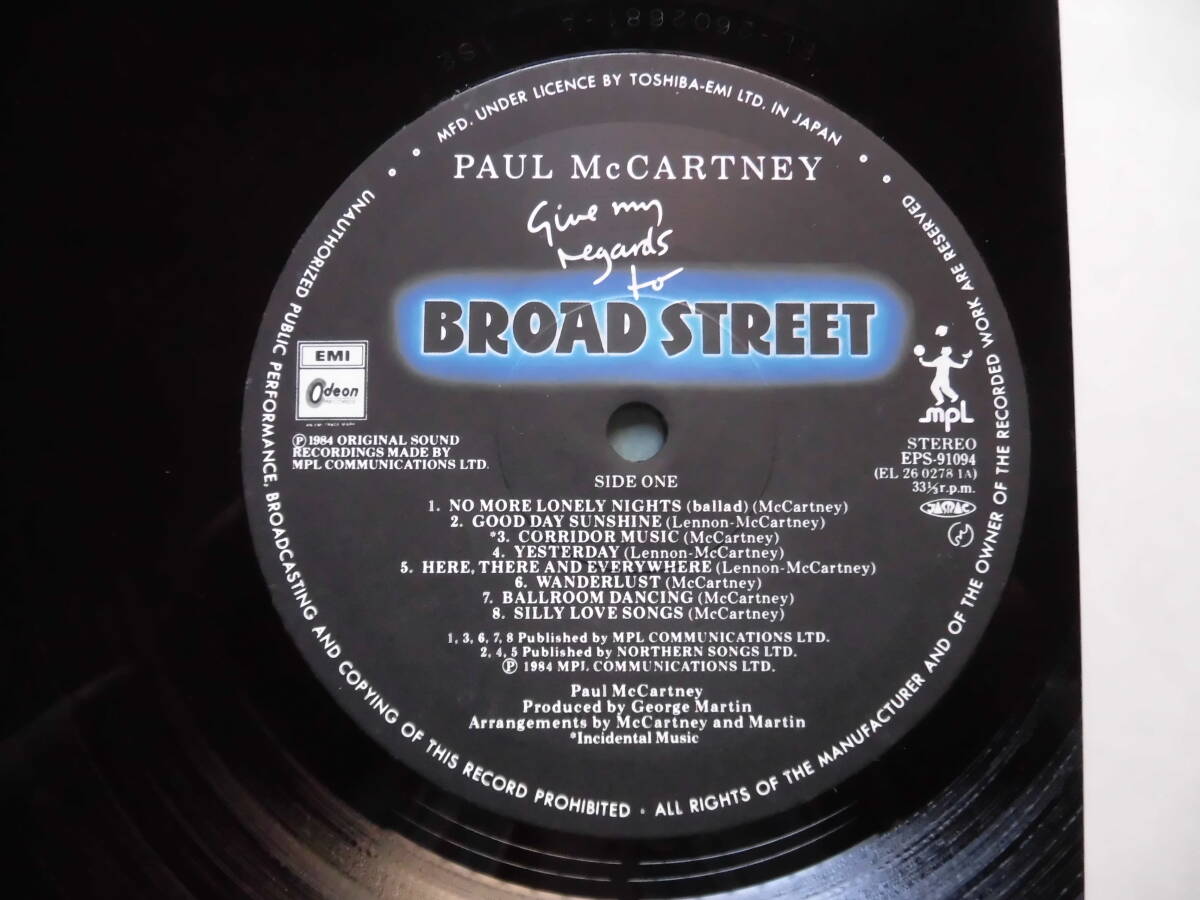 MFD. UNDER LICENCE BY TOSHIBA-EMI LTD. IN JAPAN
PAUL McCARTNEY
Give my
regards
to
BROAD STREET
EMI
Odeon
℗ 1984 ORIGINAL SOUND
RECORDINGS MADE BY
MPL COMMUNICATIONS LTD.
mpl
STEREO
EPS-91094
(EL 26 0278 1A)
33⅓ r.p.m.
JASRAC
SIDE ONE
1. NO MORE LONELY NIGHTS (ballad) (McCartney)
2. GOOD DAY SUNSHINE (Lennon-McCartney)
*3. CORRIDOR MUSIC (McCartney)
4. YESTERDAY (Lennon-McCartney)
5. HERE, THERE AND EVERYWHERE (Lennon-McCartney)
6. WANDERLUST (McCartney)
7. BALLROOM DANCING (McCartney)
8. SILLY LOVE SONGS (McCartney)
1, 3, 6, 7, 8 Published by MPL COMMUNICATIONS LTD.
2, 4, 5 Published by NORTHERN SONGS LTD.
℗ 1984 MPL COMMUNICATIONS LTD.
Paul McCartney
Produced by George Martin
Arrangements by McCartney and Martin
*Incidental Music
UNAUTHORIZED PUBLIC PERFORMANCE, BROADCASTING AND COPYING OF THIS RECORD PROHIBITED • ALL RIGHTS OF THE MANUFACTURER AND OF THE OWNER OF THE RECORDED WORK ARE RESERVED